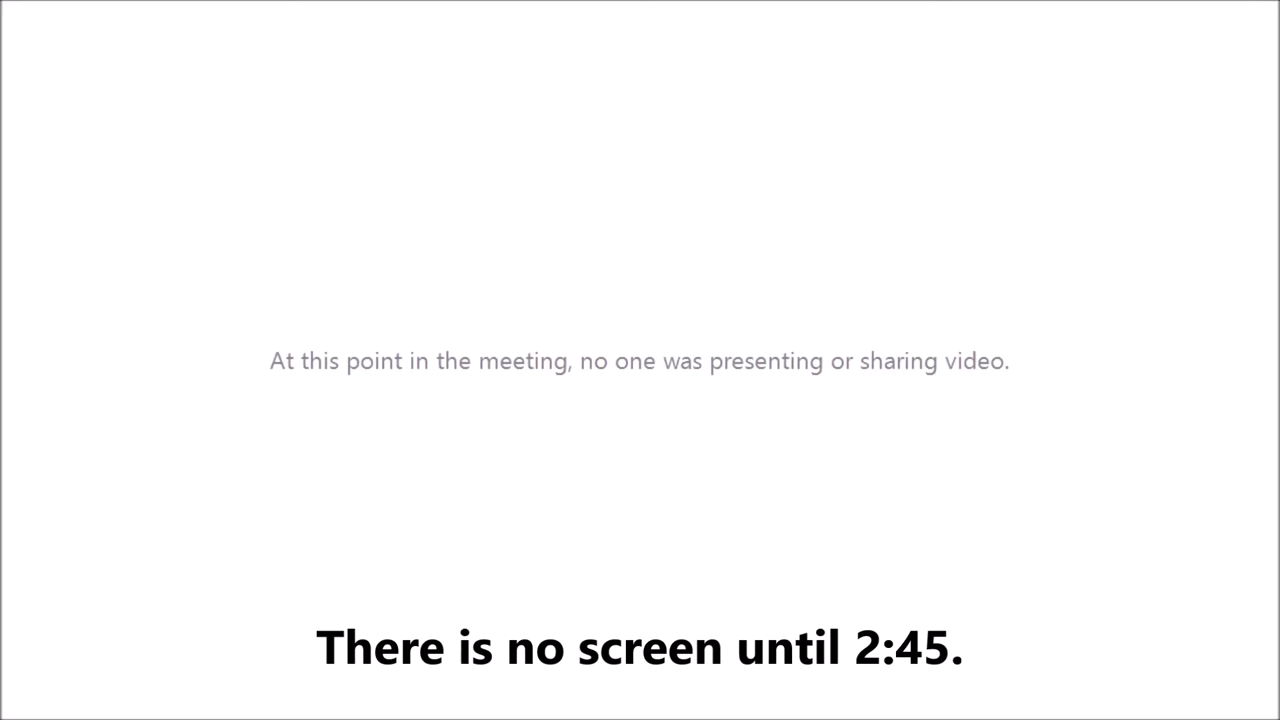 At this point in the meeting, no one was presenting or sharing video.
There is no screen until 2:45.